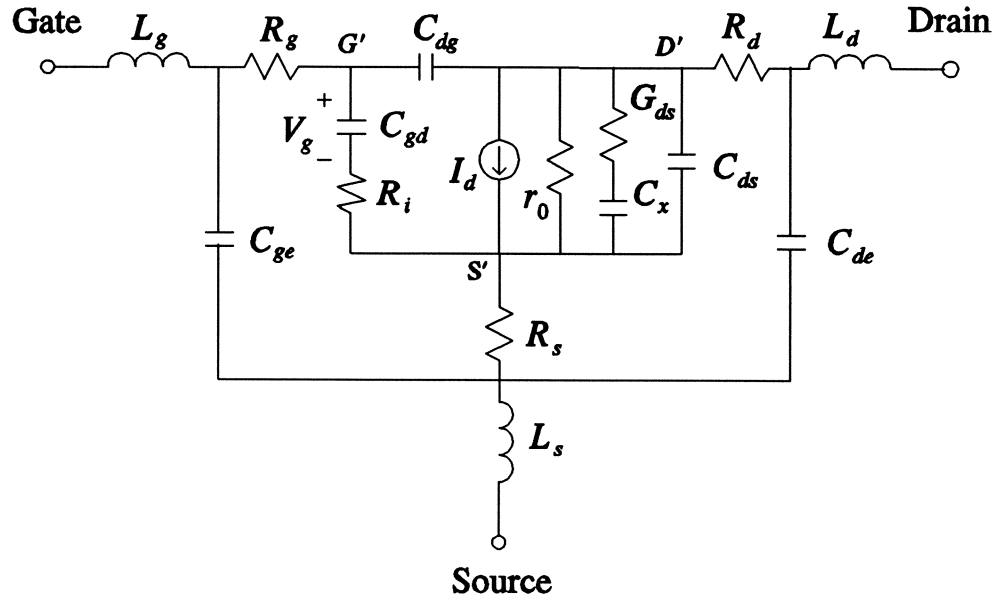 Gate
L_g
R_g
G'
C_dg
D'
R_d
L_d
Drain
+
V_g
−
C_gd
R_i
I_d
r_0
G_ds
C_x
C_ds
C_ge
C_de
S'
R_s
L_s
Source